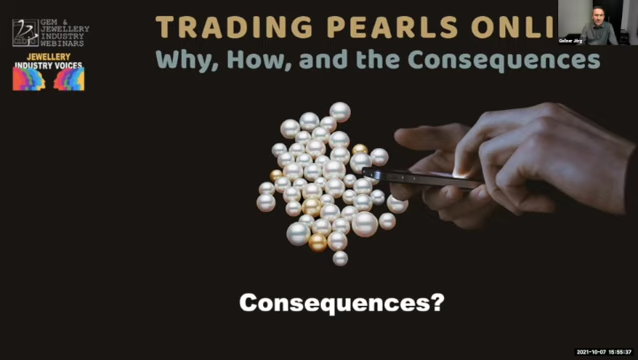 GEM &
JEWELLERY
INDUSTRY
WEBINARS
JEWELLERY
INDUSTRY VOICES
TRADING PEARLS ONLI
Why, How, and the Consequences
Consequences?
2021-10-07 15:55:37